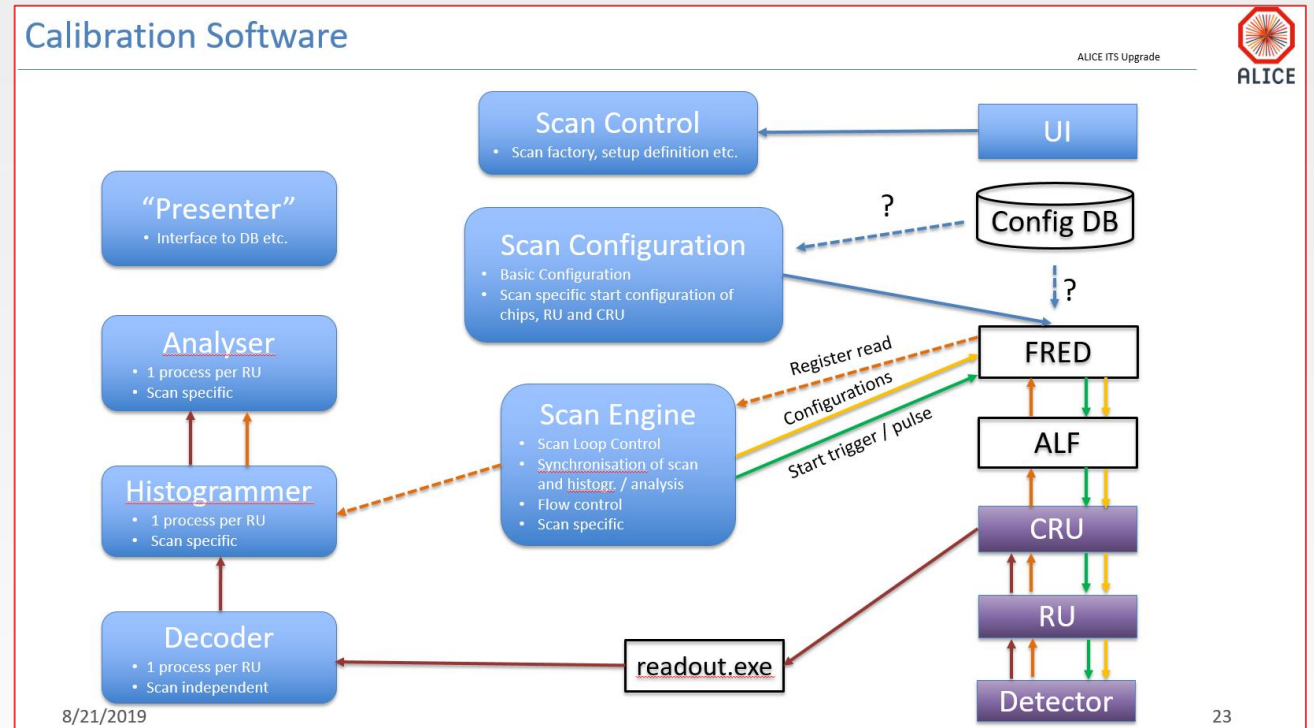 Calibration Software
ALICE ITS Upgrade
ALICE
Scan Control
• Scan factory, setup definition etc.
UI
“Presenter”
• Interface to DB etc.
Scan Configuration
• Basic Configuration
• Scan specific start configuration of
chips, RU and CRU
?
Config DB
?
Analyser
• 1 process per RU
• Scan specific
Register read
Configurations
Start trigger / pulse
FRED
Scan Engine
• Scan Loop Control
• Synchronisation of scan
and histogr. / analysis
• Flow control
• Scan specific
ALF
Histogrammer
• 1 process per RU
• Scan specific
CRU
RU
Decoder
• 1 process per RU
• Scan independent
readout.exe
Detector
8/21/2019
23